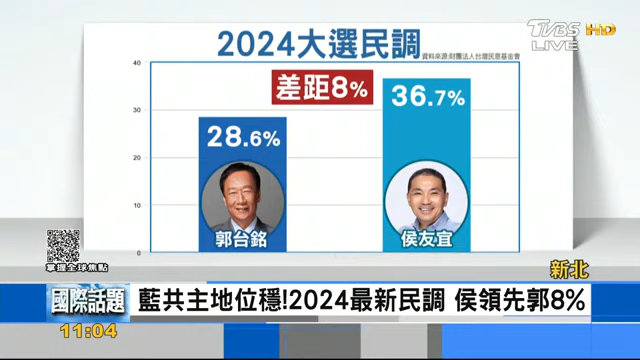 TVBS HD
LIVE
2024大選民調
資料來源:財團法人台灣民意基金會
40
30
20
10
0
差距8%
28.6%
36.7%
郭台銘
侯友宜
掌握全球焦點
新北
國際話題
藍共主地位穩!2024最新民調 侯領先郭8%
11:04